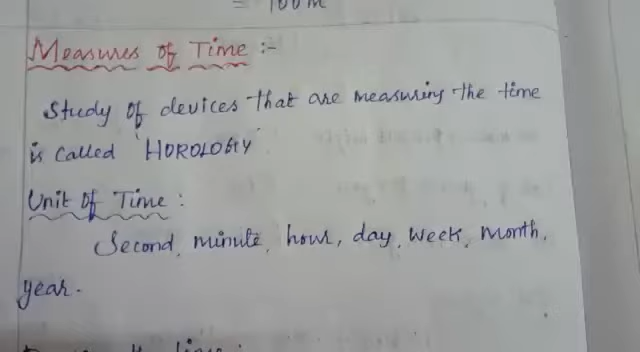 = 100m
Measures of Time :-
Study of devices that are measuring the time
is called 'HOROLOGY'
Unit Of Time :
Second, minute, hour, day, week, month,
year.